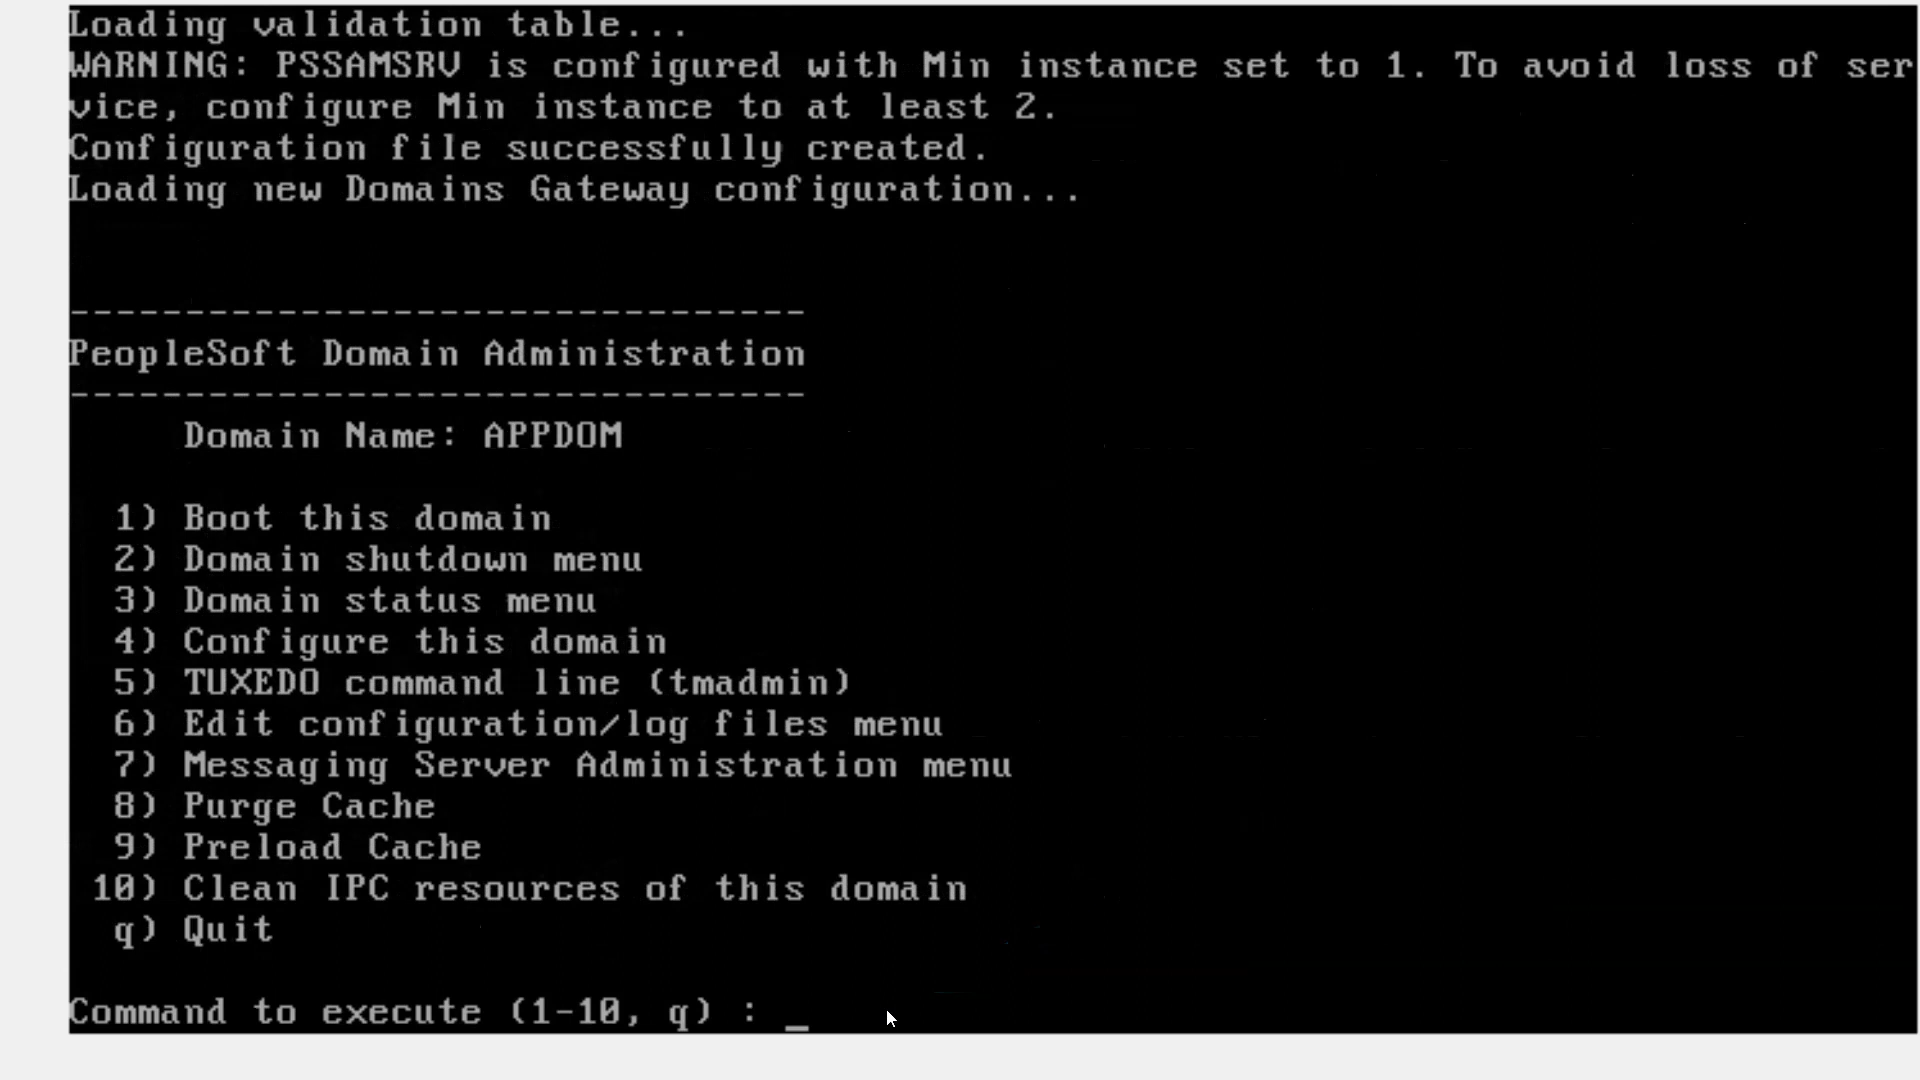 Loading validation table...
WARNING: PSSAMSRV is configured with Min instance set to 1. To avoid loss of ser
vice, configure Min instance to at least 2.
Configuration file successfully created.
Loading new Domains Gateway configuration...
--------------------------------
PeopleSoft Domain Administration
--------------------------------
Domain Name: APPDOM
1) Boot this domain
2) Domain shutdown menu
3) Domain status menu
4) Configure this domain
5) TUXEDO command line (tmadmin)
6) Edit configuration/log files menu
7) Messaging Server Administration menu
8) Purge Cache
9) Preload Cache
10) Clean IPC resources of this domain
q) Quit
Command to execute (1-10, q) : _